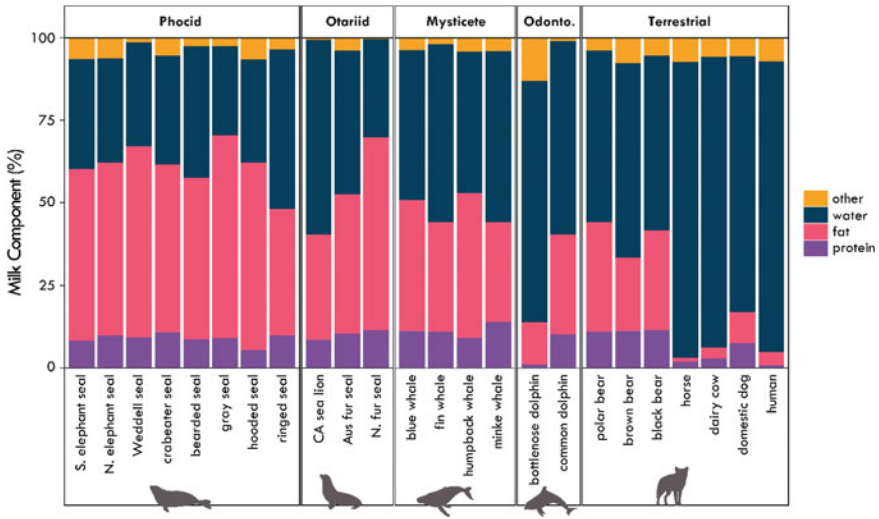 Phocid
Otariid
Mysticete
Odonto.
Terrestrial
Milk Component (%)
100
75
50
25
0
other
water
fat
protein
S. elephant seal
N. elephant seal
Weddell seal
crabeater seal
bearded seal
gray seal
hooded seal
ringed seal
CA sea lion
Aus fur seal
N. fur seal
blue whale
fin whale
humpback whale
minke whale
bottlenose dolphin
common dolphin
polar bear
brown bear
black bear
horse
dairy cow
domestic dog
human